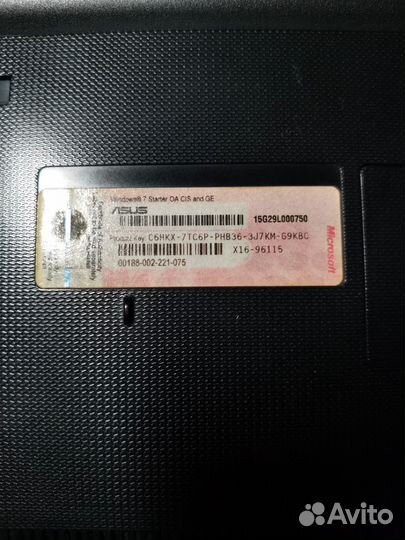 Windows® 7 Starter OA CIS and GE
ASUS
15G29L000750
Product Key: C6HKX-7TC6P-PHB36-3J7KM-G9K8C
X16-96115
00188-002-221-075
Microsoft
Avito